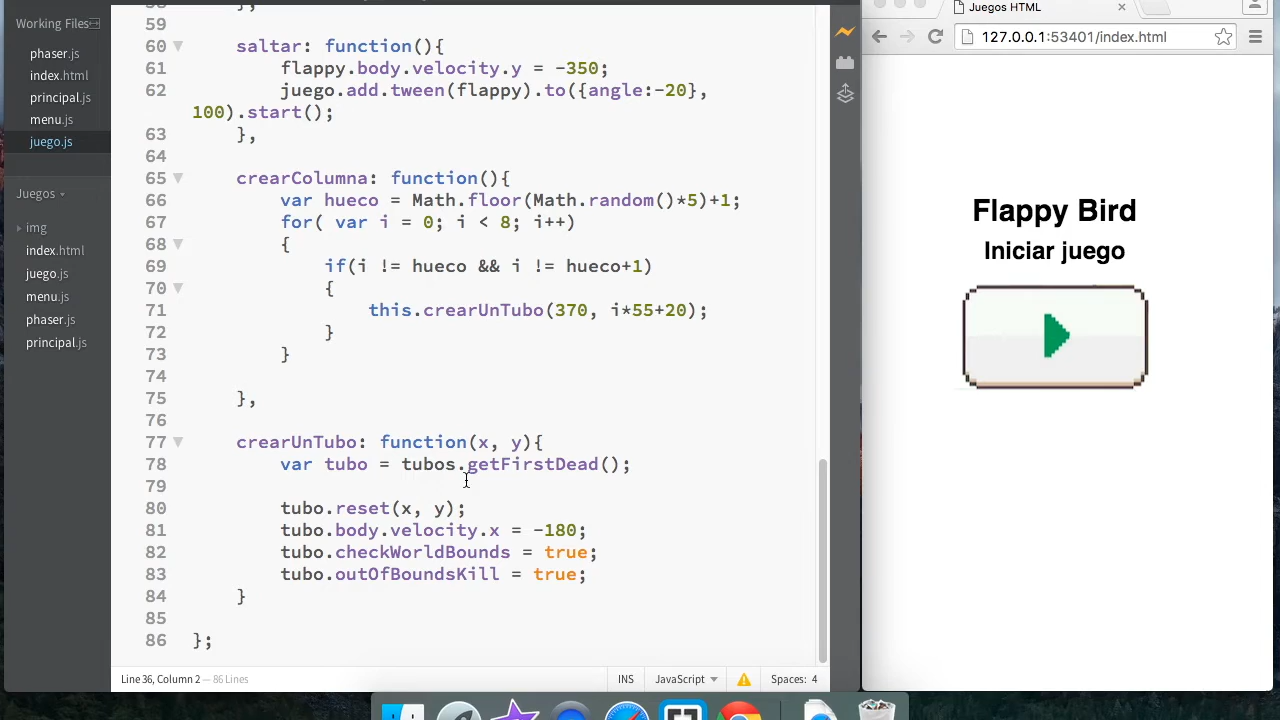 Working Files
phaser.js
index.html
principal.js
menu.js
juego.js
Juegos
img
index.html
juego.js
menu.js
phaser.js
principal.js
59
60 saltar: function(){
61 flappy.body.velocity.y = -350;
62 juego.add.tween(flappy).to({angle:-20},
100).start();
63 },
64
65 crearColumna: function(){
66 var hueco = Math.floor(Math.random()*5)+1;
67 for( var i = 0; i < 8; i++)
68 {
69 if(i != hueco && i != hueco+1)
70 {
71 this.crearUnTubo(370, i*55+20);
72 }
73 }
74
75 },
76
77 crearUnTubo: function(x, y){
78 var tubo = tubos.getFirstDead();
79
80 tubo.reset(x, y);
81 tubo.body.velocity.x = -180;
82 tubo.checkWorldBounds = true;
83 tubo.outOfBoundsKill = true;
84 }
85
86 };
Line 36, Column 2 — 86 Lines
INS
JavaScript
Spaces: 4
Juegos HTML
127.0.0.1:53401/index.html
Flappy Bird
Iniciar juego